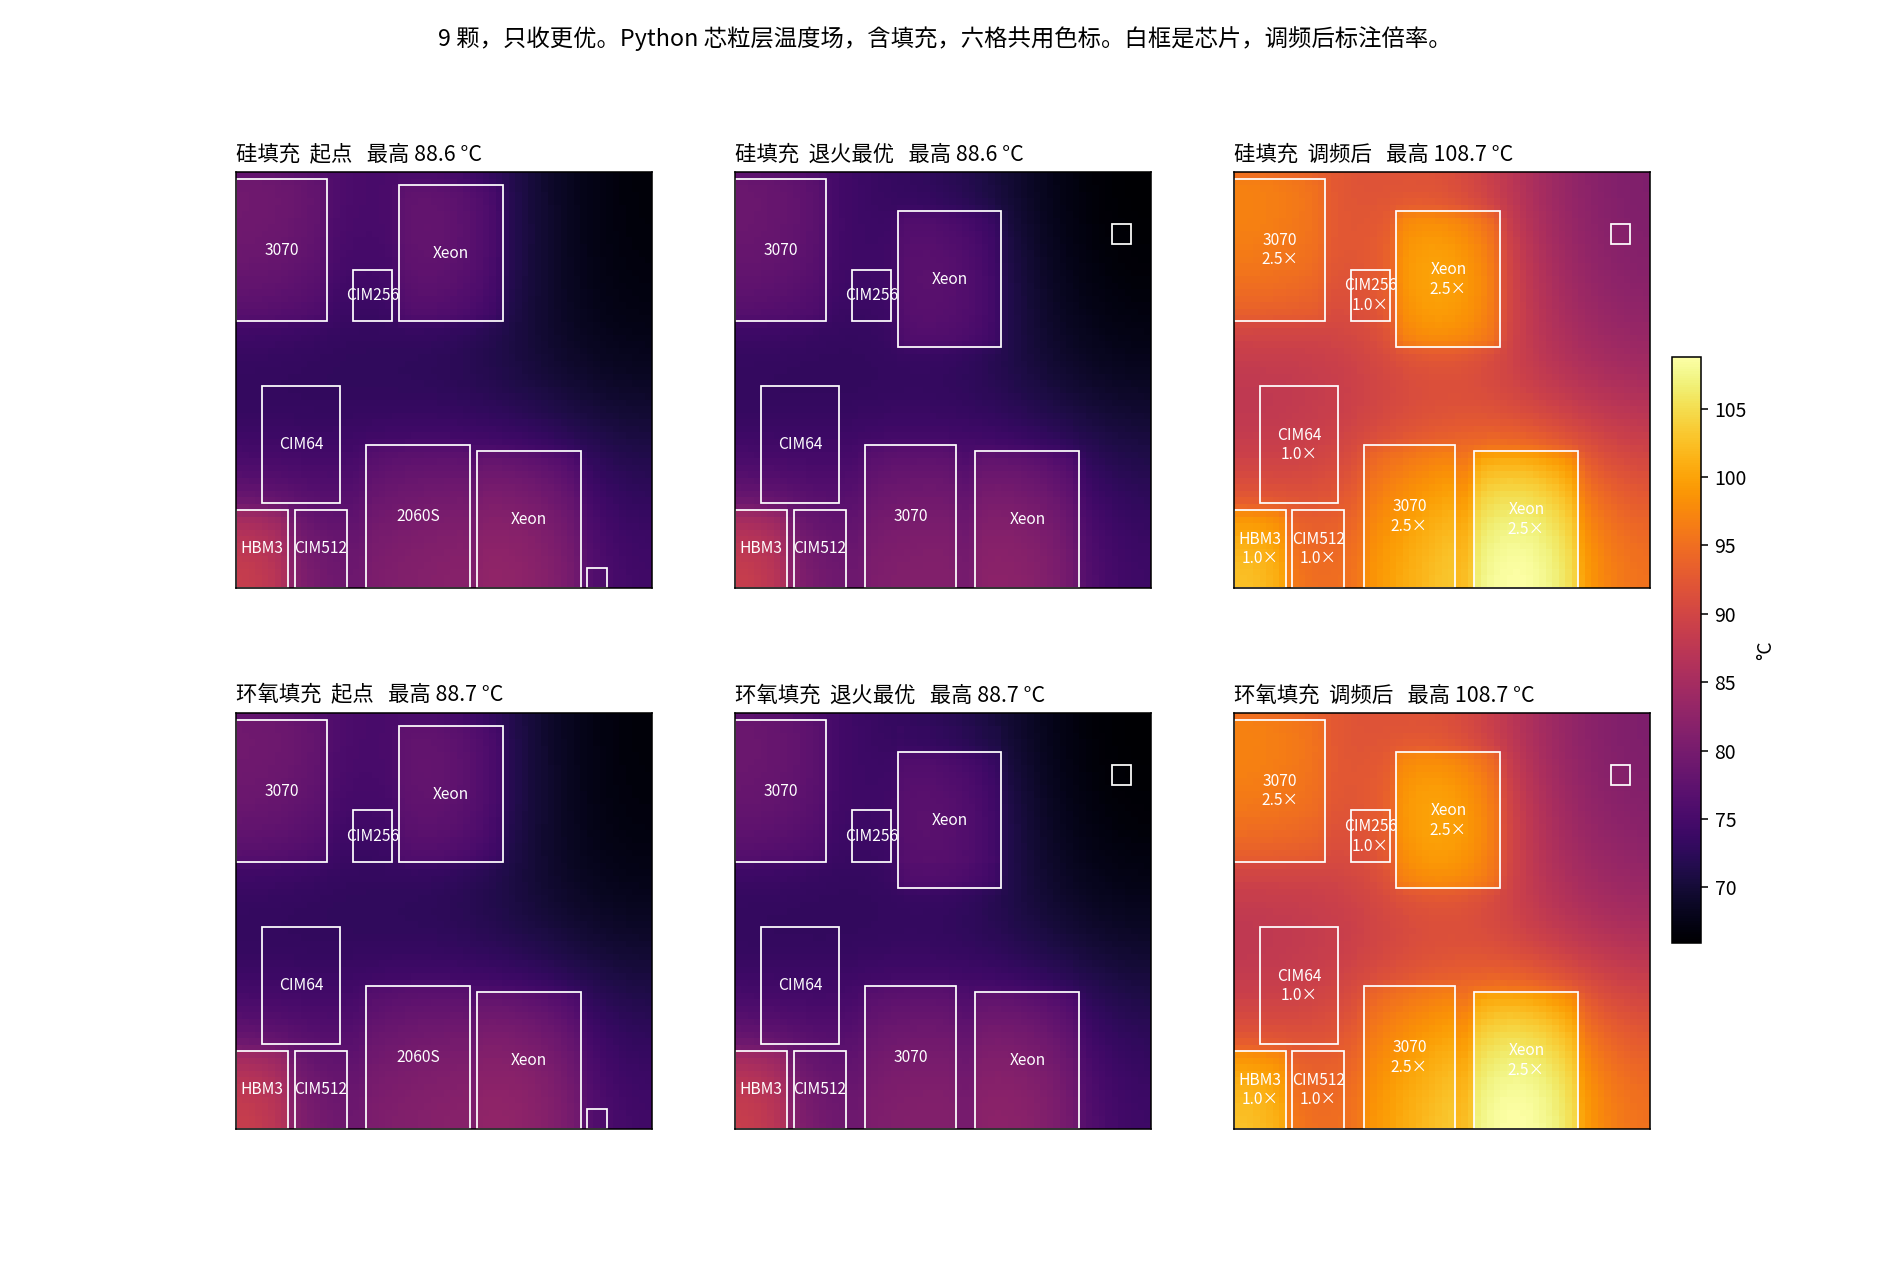 9 颗，只收更优。Python 芯粒层温度场，含填充，六格共用色标。白框是芯片，调频后标注倍率。
硅填充 起点 最高 88.6 °C
3070
Xeon
CIM256
CIM64
2060S
Xeon
HBM3
CIM512
硅填充 退火最优 最高 88.6 °C
3070
Xeon
CIM256
CIM64
3070
Xeon
HBM3
CIM512
硅填充 调频后 最高 108.7 °C
3070
2.5×
Xeon
2.5×
CIM256
1.0×
CIM64
1.0×
3070
2.5×
Xeon
2.5×
HBM3
1.0×
CIM512
1.0×
环氧填充 起点 最高 88.7 °C
3070
Xeon
CIM256
CIM64
2060S
Xeon
HBM3
CIM512
环氧填充 退火最优 最高 88.7 °C
3070
Xeon
CIM256
CIM64
3070
Xeon
HBM3
CIM512
环氧填充 调频后 最高 108.7 °C
3070
2.5×
Xeon
2.5×
CIM256
1.0×
CIM64
1.0×
3070
2.5×
Xeon
2.5×
HBM3
1.0×
CIM512
1.0×
105
100
95
90
85
80
75
70
°C